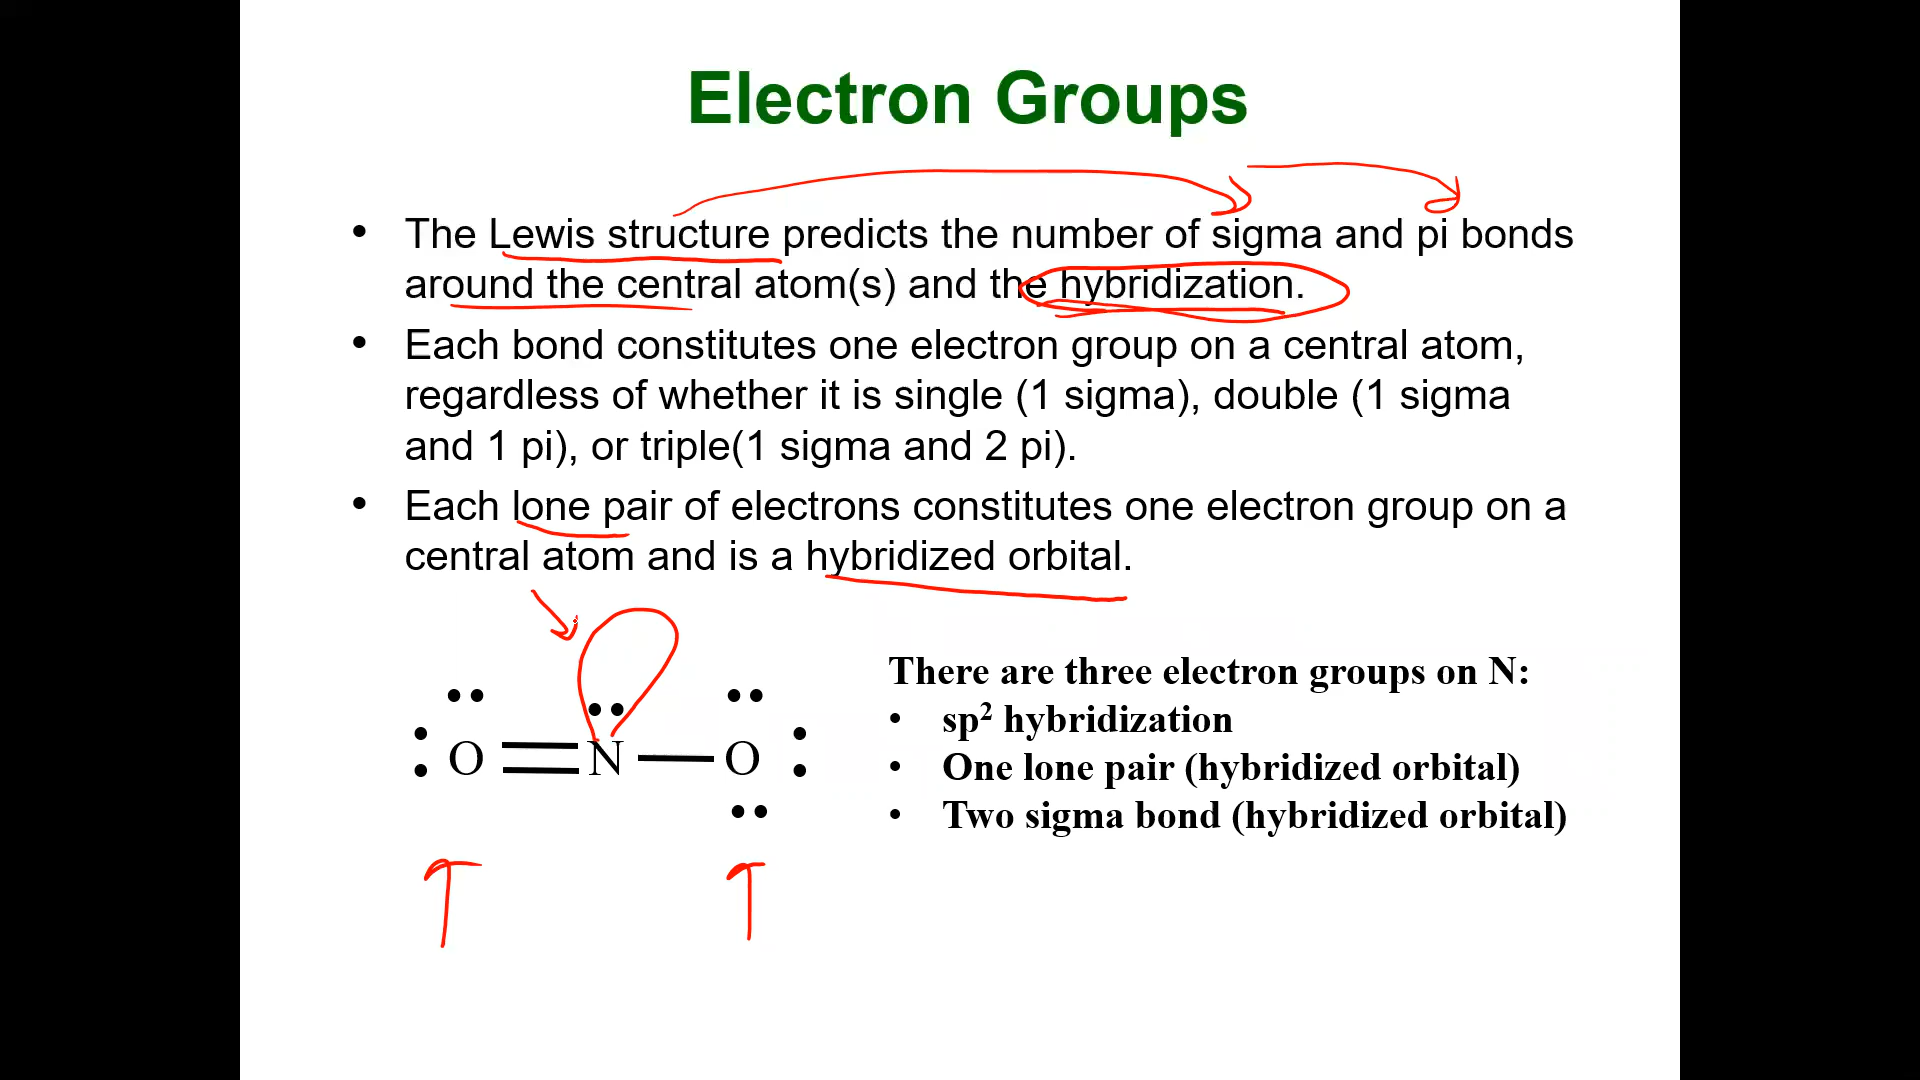 Electron Groups
• The Lewis structure predicts the number of sigma and pi bonds
around the central atom(s) and the hybridization.
• Each bond constitutes one electron group on a central atom,
regardless of whether it is single (1 sigma), double (1 sigma
and 1 pi), or triple(1 sigma and 2 pi).
• Each lone pair of electrons constitutes one electron group on a
central atom and is a hybridized orbital.
There are three electron groups on N:
• sp² hybridization
• One lone pair (hybridized orbital)
• Two sigma bond (hybridized orbital)
O N O